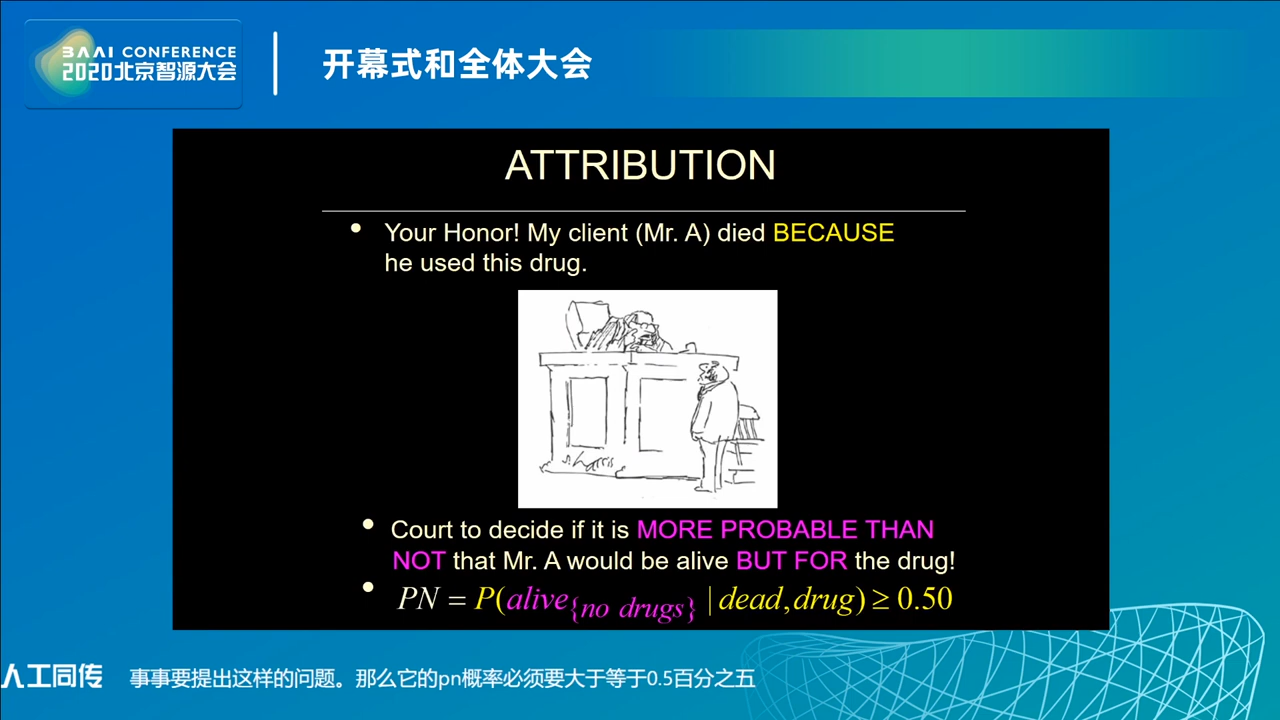 BAAI CONFERENCE
2020北京智源大会
开幕式和全体大会
ATTRIBUTION
• Your Honor! My client (Mr. A) died BECAUSE
he used this drug.
• Court to decide if it is MORE PROBABLE THAN
NOT that Mr. A would be alive BUT FOR the drug!
• PN = P(alive{no drugs} | dead, drug) ≥ 0.50
人工同传
事事要提出这样的问题。那么它的pn概率必须要大于等于0.5百分之五